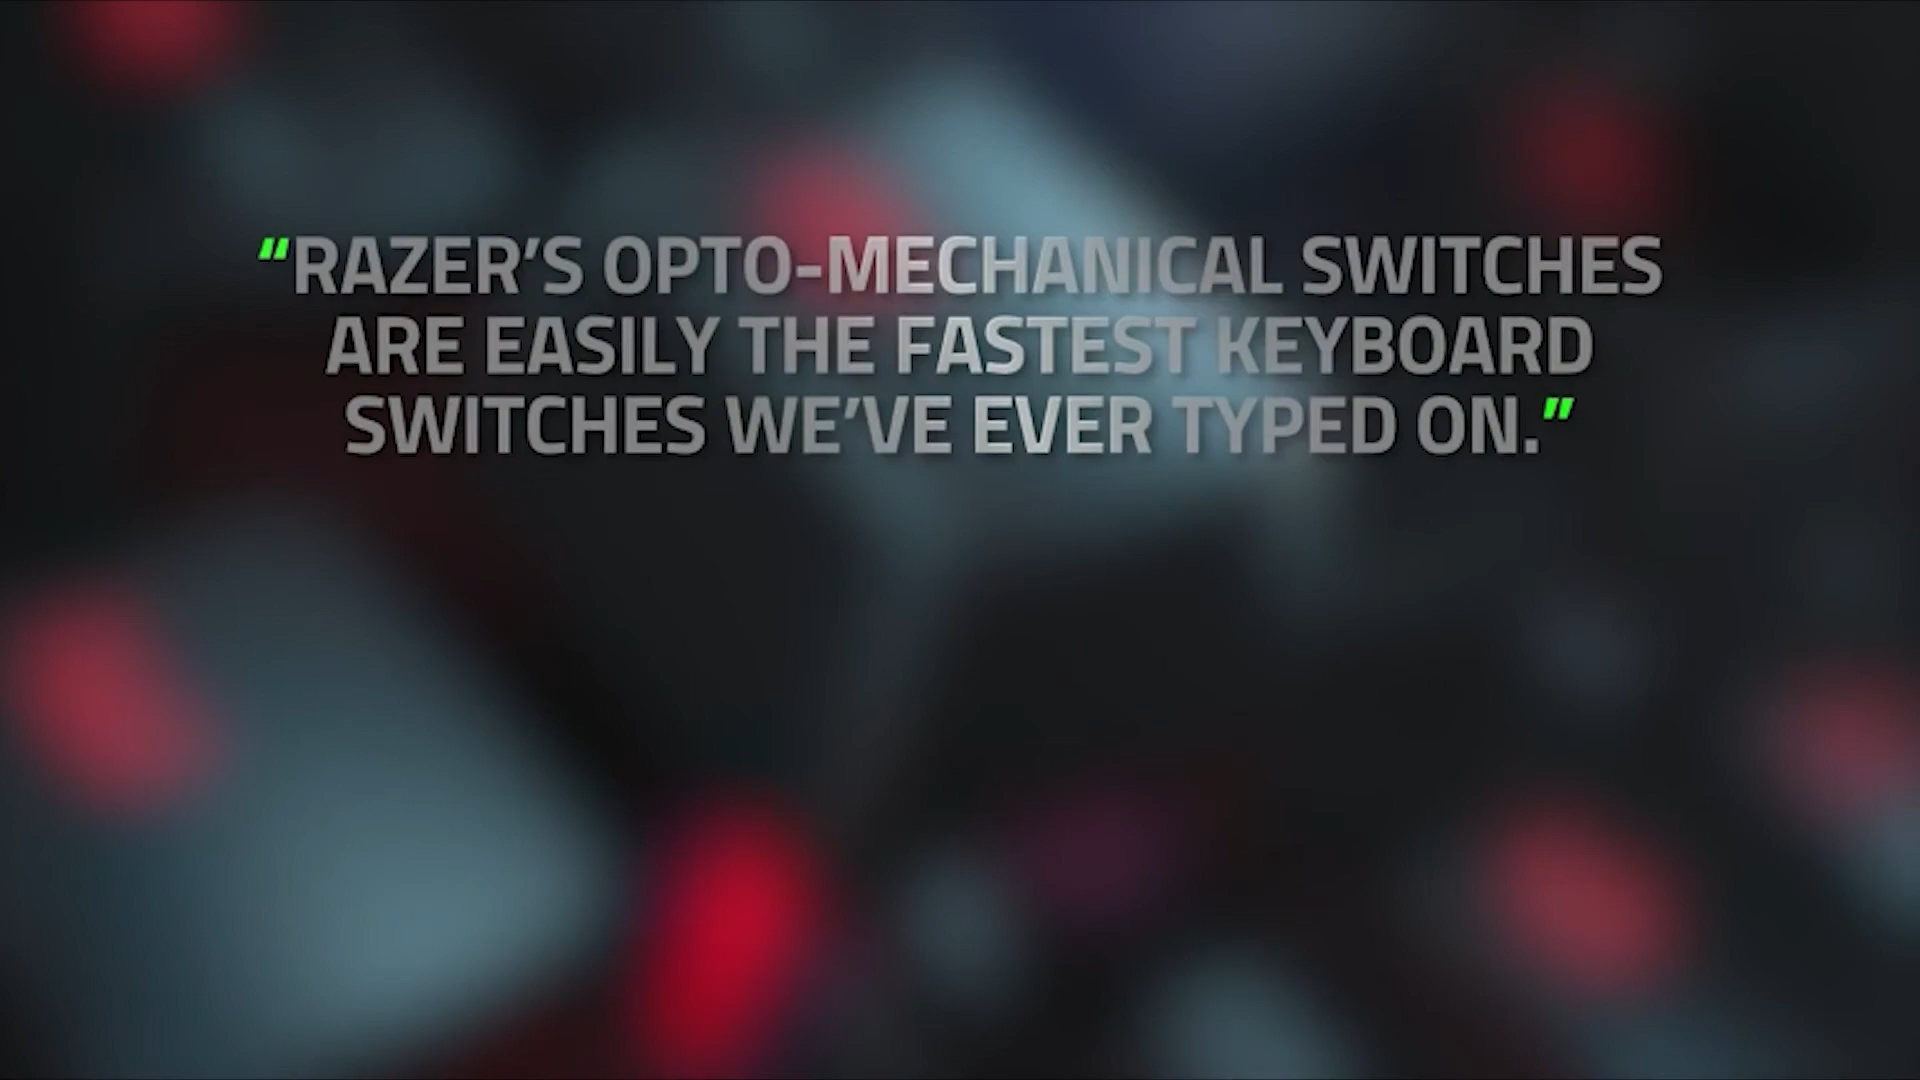 “RAZER’S OPTO-MECHANICAL SWITCHES
ARE EASILY THE FASTEST KEYBOARD
SWITCHES WE’VE EVER TYPED ON.”